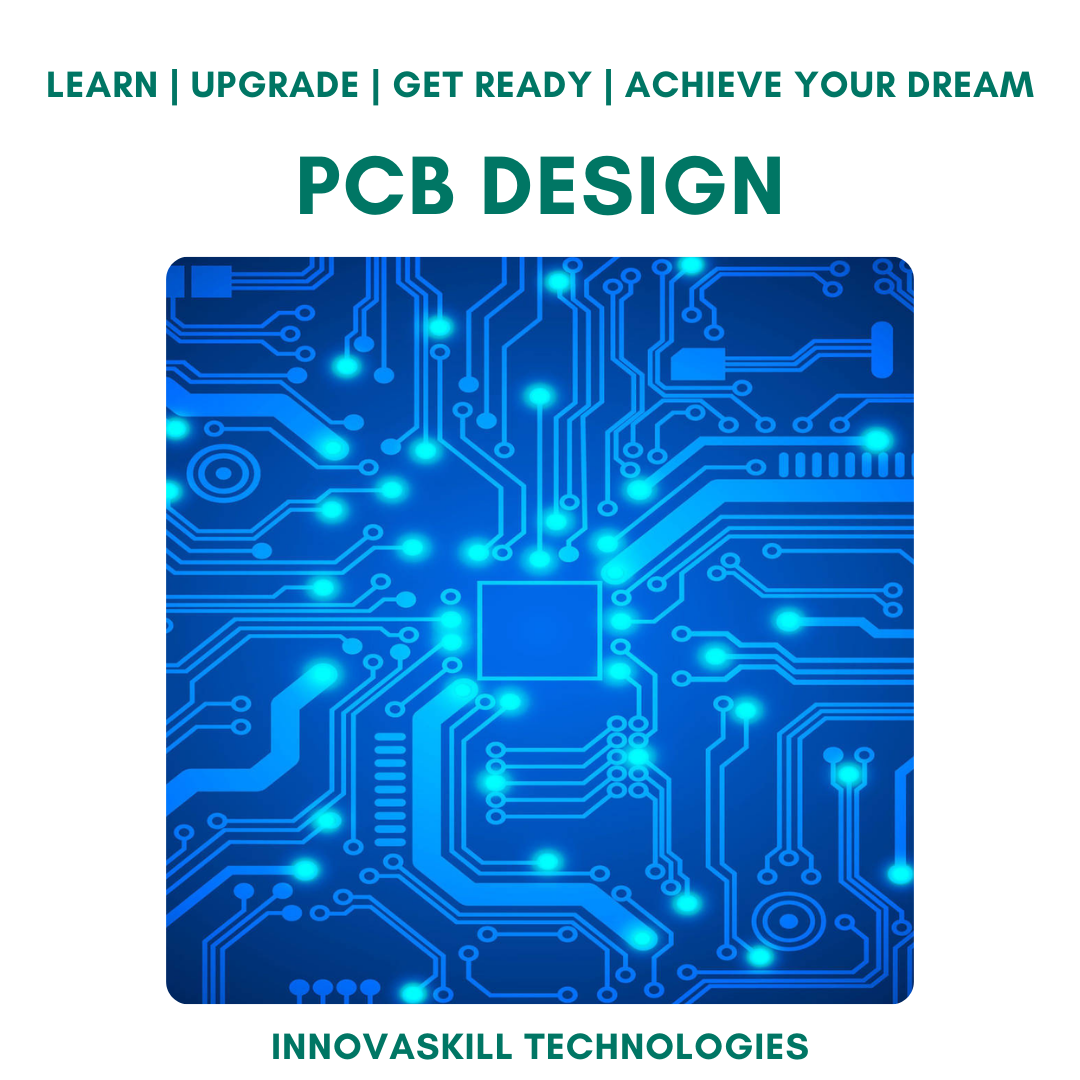 LEARN | UPGRADE | GET READY | ACHIEVE YOUR DREAM
PCB DESIGN
INNOVASKILL TECHNOLOGIES